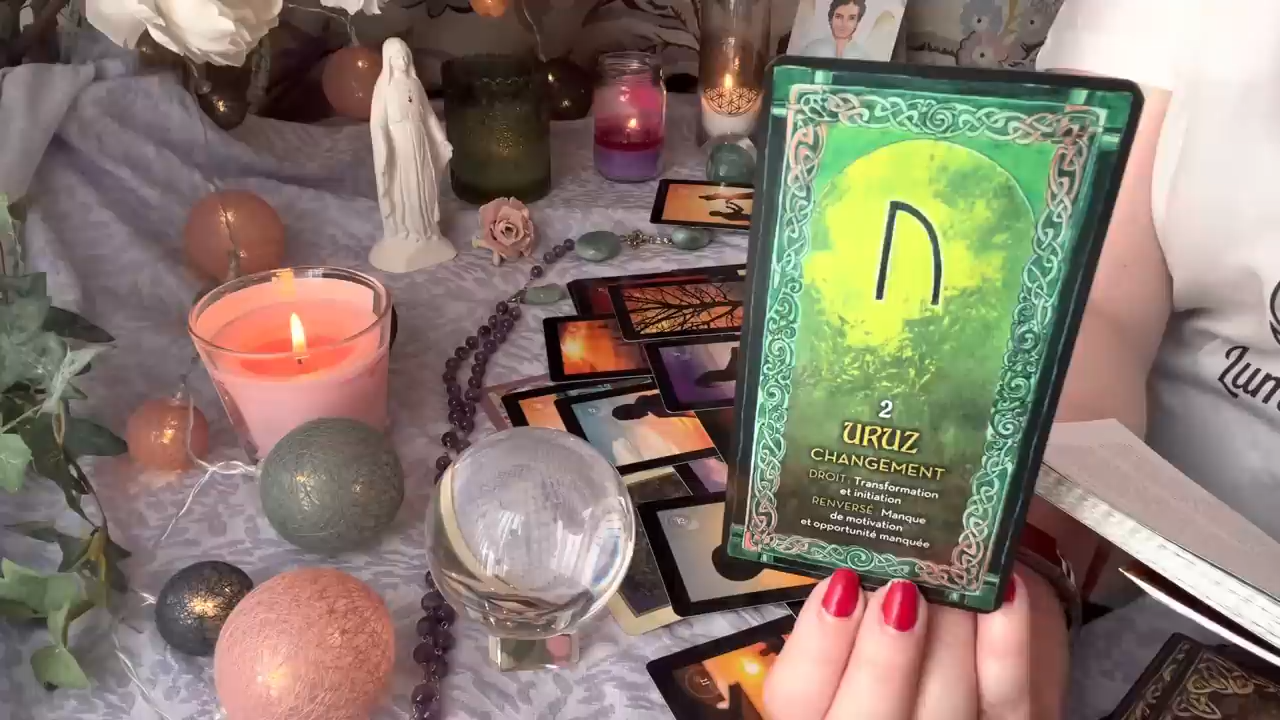 2
URUZ
CHANGEMENT
DROIT : Transformation
et initiation
RENVERSÉ : Manque
de motivation
et opportunité manquée